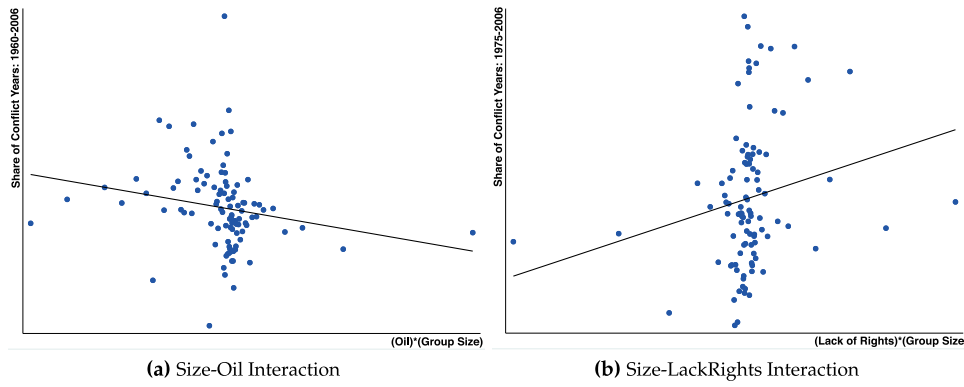 Share of Conflict Years: 1960-2006
(Oil)*(Group Size)
(a) Size-Oil Interaction
Share of Conflict Years: 1975-2006
(Lack of Rights)*(Group Size)
(b) Size-LackRights Interaction